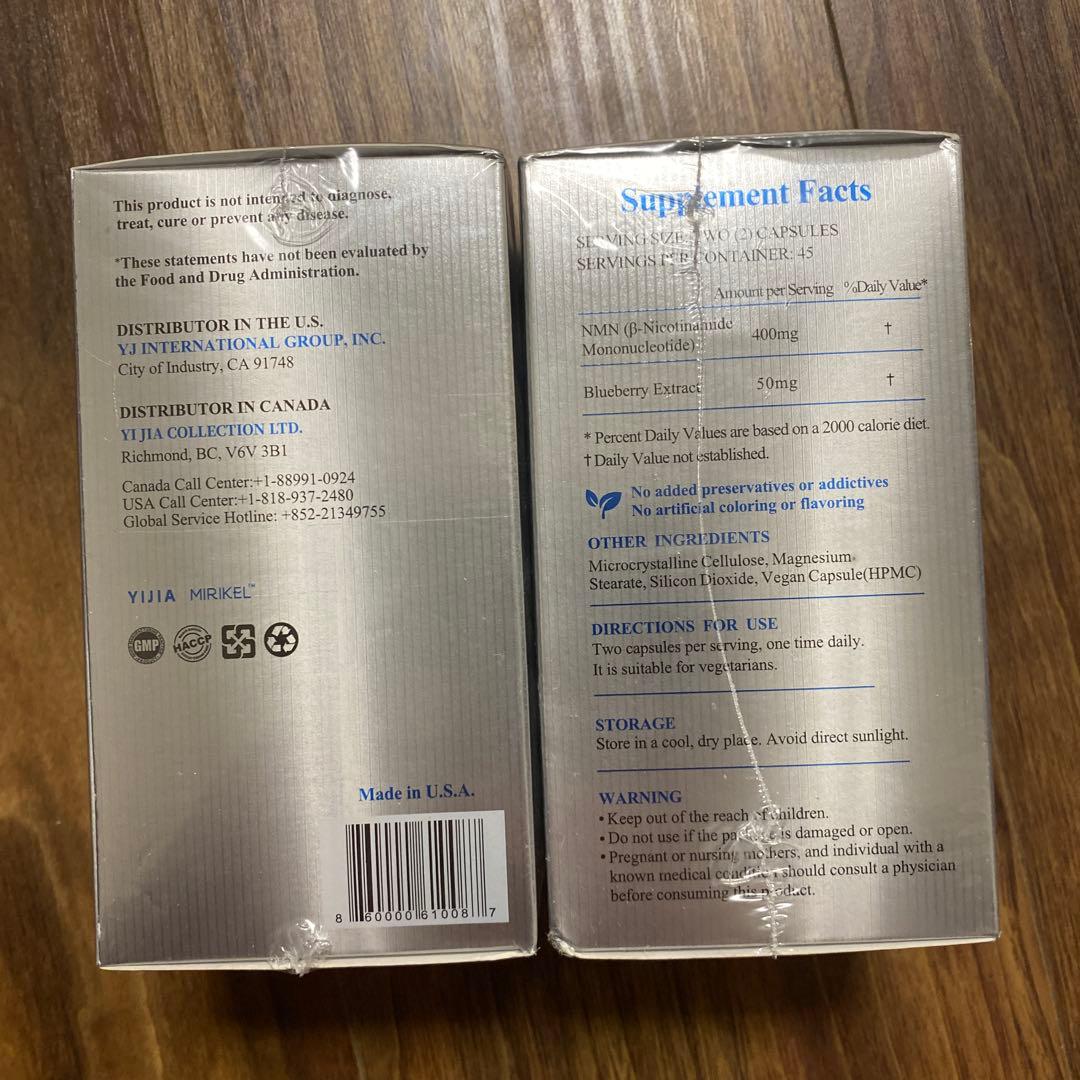 This product is not intended to diagnose,
treat, cure or prevent any disease.
*These statements have not been evaluated by
the Food and Drug Administration.
DISTRIBUTOR IN THE U.S.
YJ INTERNATIONAL GROUP, INC.
City of Industry, CA 91748
DISTRIBUTOR IN CANADA
YI JIA COLLECTION LTD.
Richmond, BC, V6V 3B1
Canada Call Center:+1-88991-0924
USA Call Center:+1-818-937-2480
Global Service Hotline: +852-21349755
YIJIA MIRIKEL™
GMP HACCP
Made in U.S.A.
8 60000 61008 7
Supplement Facts
SERVING SIZE: TWO (2) CAPSULES
SERVINGS PER CONTAINER: 45
Amount per Serving %Daily Value*
NMN (β-Nicotinamide
Mononucleotide) 400mg †
Blueberry Extract 50mg †
* Percent Daily Values are based on a 2000 calorie diet.
† Daily Value not established.
No added preservatives or addictives
No artificial coloring or flavoring
OTHER INGREDIENTS
Microcrystalline Cellulose, Magnesium
Stearate, Silicon Dioxide, Vegan Capsule(HPMC)
DIRECTIONS FOR USE
Two capsules per serving, one time daily.
It is suitable for vegetarians.
STORAGE
Store in a cool, dry place. Avoid direct sunlight.
WARNING
• Keep out of the reach of children.
• Do not use if the package is damaged or open.
• Pregnant or nursing mothers, and individual with a
known medical condition should consult a physician
before consuming this product.